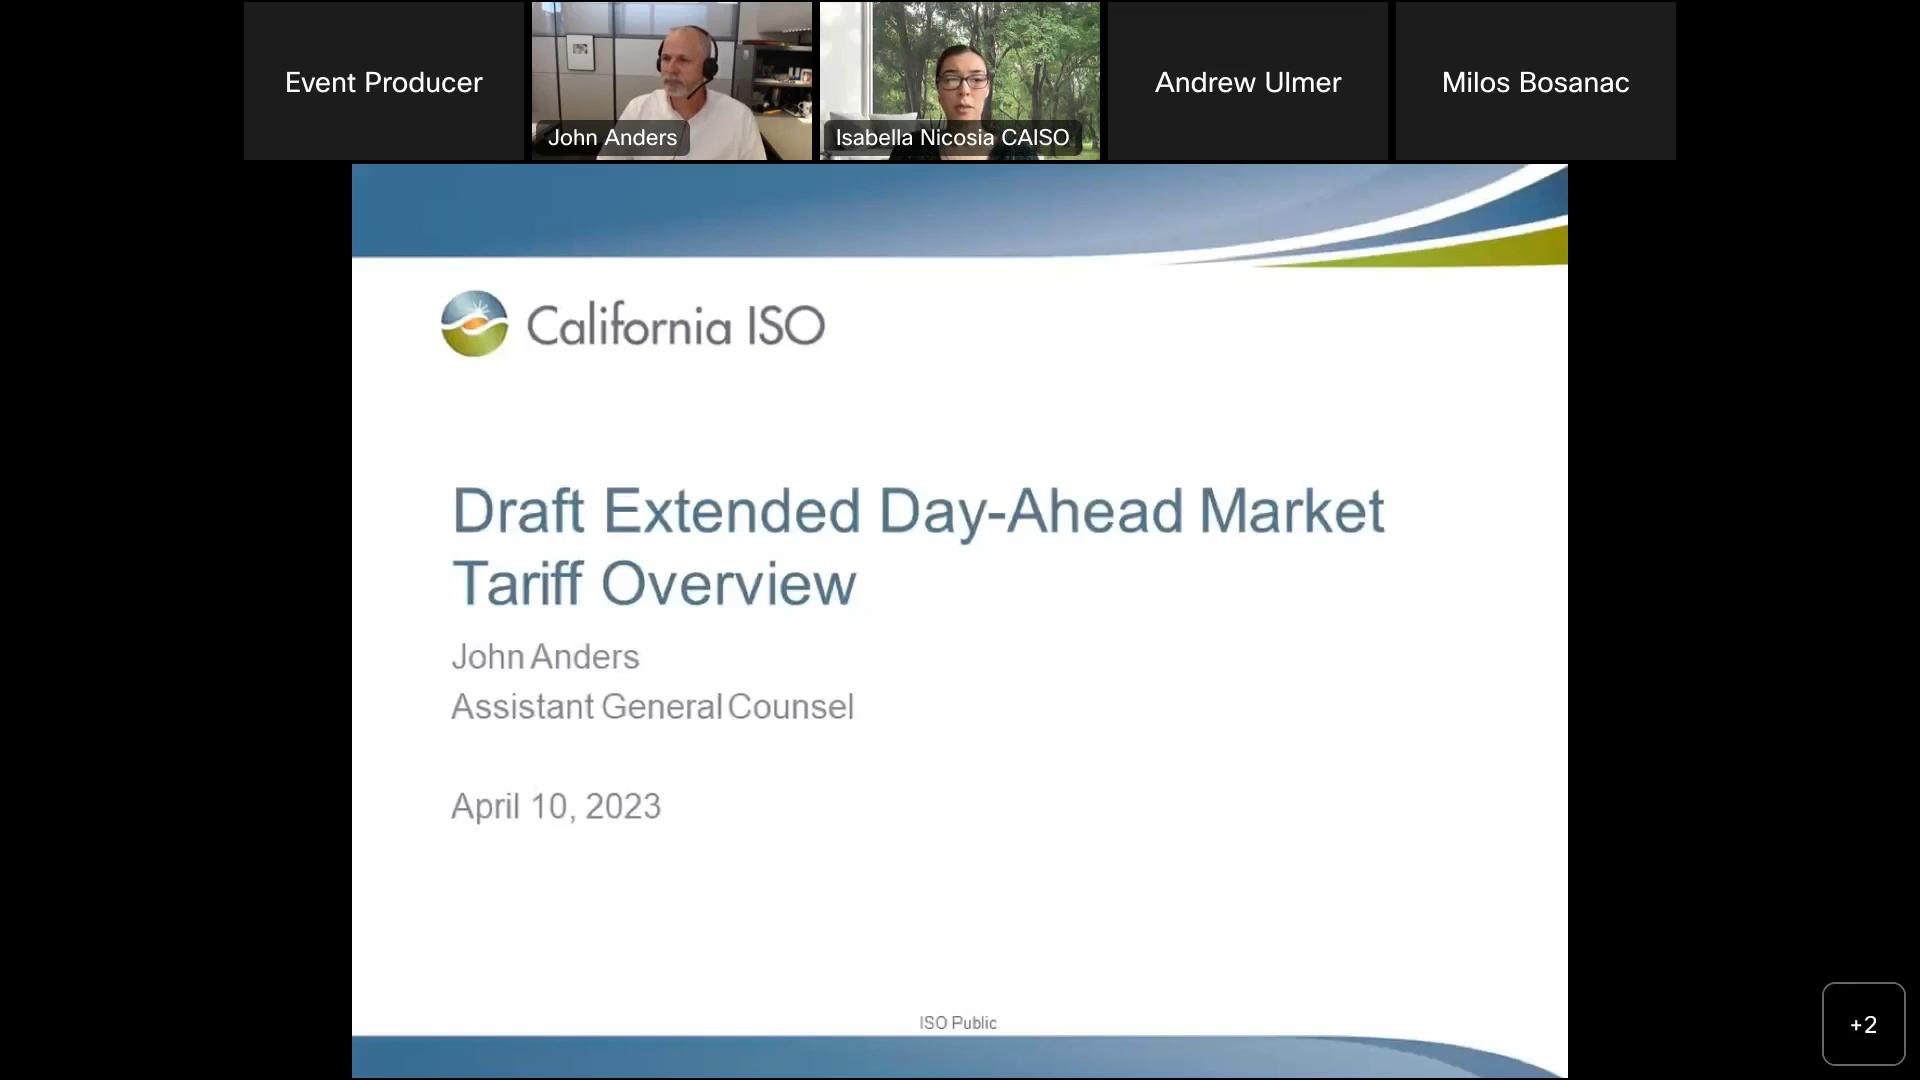 Event Producer
John Anders
Isabella Nicosia CAISO
Andrew Ulmer
Milos Bosanac
California ISO
Draft Extended Day-Ahead Market
Tariff Overview
John Anders
Assistant General Counsel
April 10, 2023
ISO Public
+2